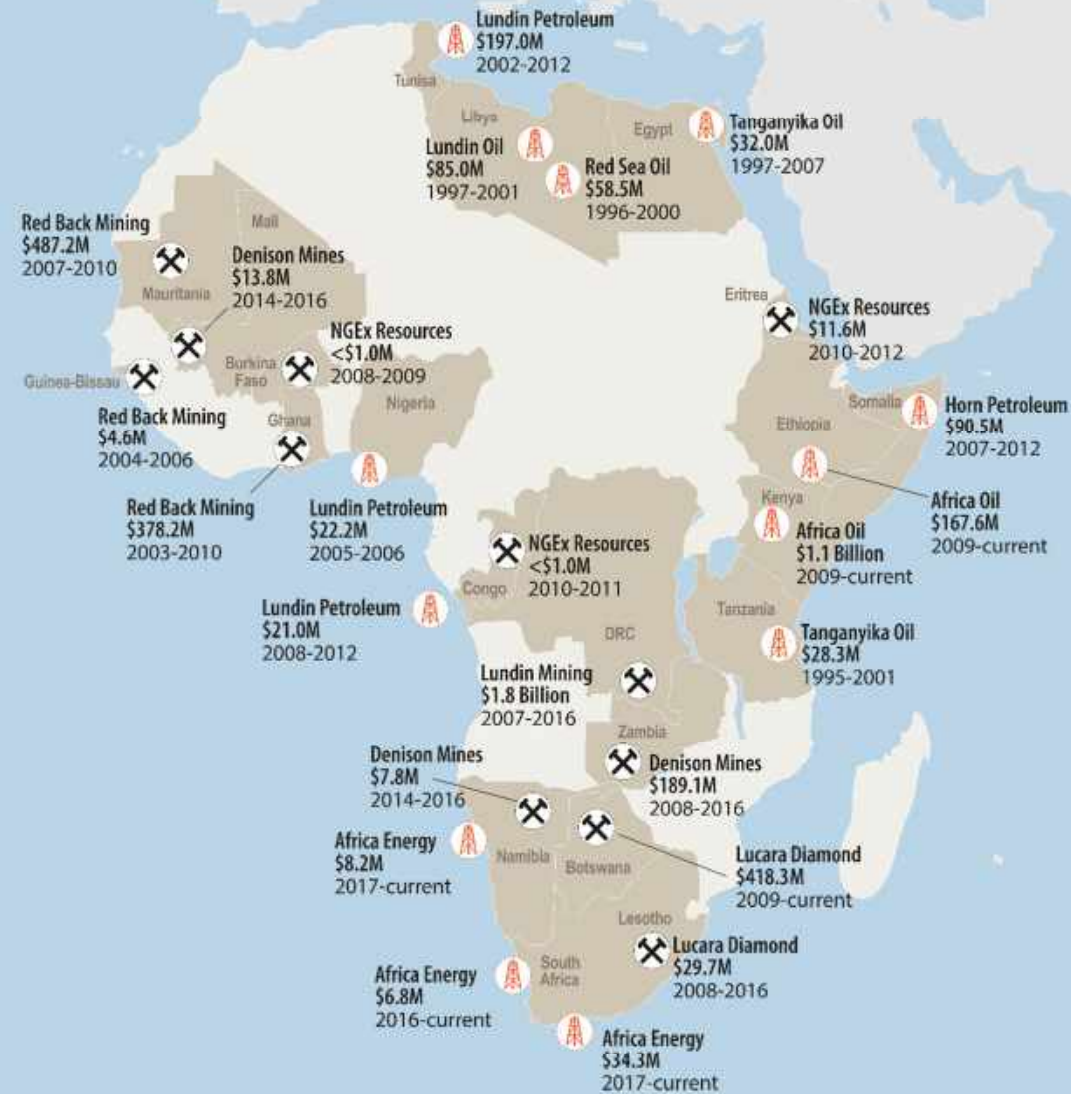 Lundin Petroleum
$197.0M
2002-2012
Tunisa
Libya
Lundin Oil
$85.0M
1997-2001
Red Sea Oil
$58.5M
1996-2000
Egypt
Tanganyika Oil
$32.0M
1997-2007
Red Back Mining
$487.2M
2007-2010
Mauritania
Mali
Denison Mines
$13.8M
2014-2016
NGEx Resources
<$1.0M
2008-2009
Burkina
Faso
Guinea-Bissau
Red Back Mining
$4.6M
2004-2006
Ghana
Red Back Mining
$378.2M
2003-2010
Nigeria
Lundin Petroleum
$22.2M
2005-2006
Eritrea
NGEx Resources
$11.6M
2010-2012
Somalia
Horn Petroleum
$90.5M
2007-2012
Ethiopia
Africa Oil
$167.6M
2009-current
Kenya
Africa Oil
$1.1 Billion
2009-current
NGEx Resources
<$1.0M
2010-2011
Congo
Lundin Petroleum
$21.0M
2008-2012
DRC
Tanzania
Tanganyika Oil
$28.3M
1995-2001
Lundin Mining
$1.8 Billion
2007-2016
Zambia
Denison Mines
$189.1M
2008-2016
Denison Mines
$7.8M
2014-2016
Africa Energy
$8.2M
2017-current
Namibia
Botswana
Lucara Diamond
$418.3M
2009-current
Lesotho
Lucara Diamond
$29.7M
2008-2016
South
Africa
Africa Energy
$6.8M
2016-current
Africa Energy
$34.3M
2017-current